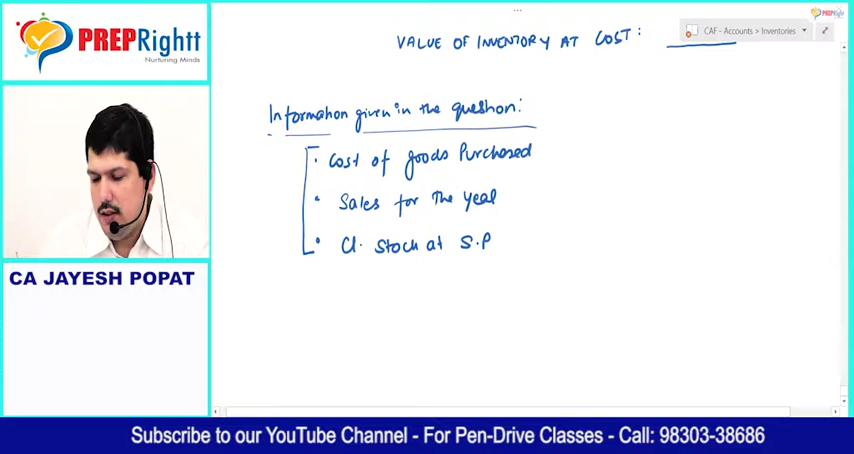 PREPRightt
Nurturing Minds
PREPRightt
CAF - Accounts > Inventories
VALUE OF INVENTORY AT COST :
Information given in the question:
• Cost of goods Purchased
• Sales for the Year
• Cl. Stock at S.P
CA JAYESH POPAT
Subscribe to our YouTube Channel - For Pen-Drive Classes - Call: 98303-38686